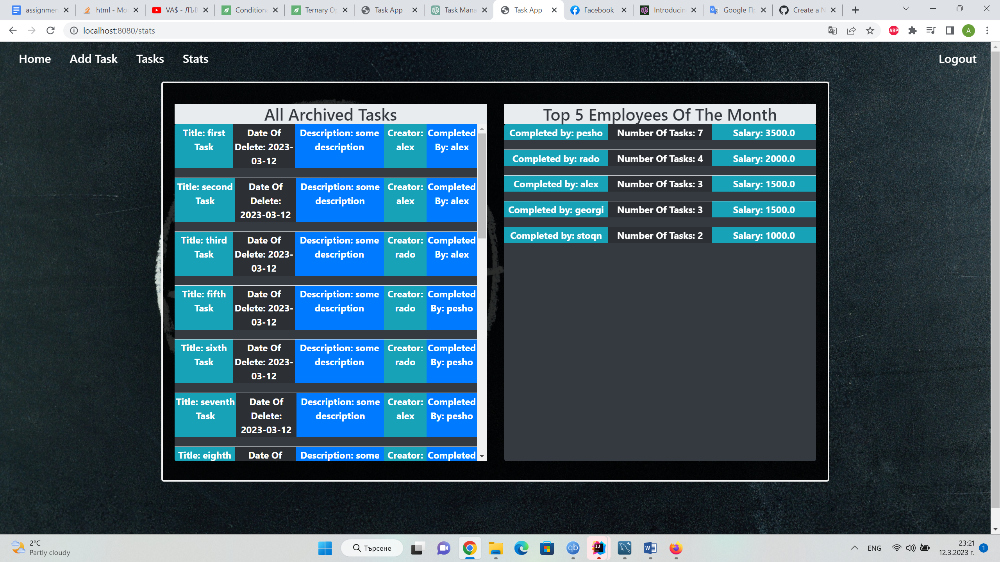 assignmen
html - Mo
VA$ - ЛЪВ
Condition
Ternary Op
Task App
Task Mana
Task App
Facebook
Introducin
Google Пр
Create a N
localhost:8080/stats
ABP
A
Home Add Task Tasks Stats Logout
All Archived Tasks
Title: first
Task
Date Of
Delete: 2023-
03-12
Description: some
description
Creator:
alex
Completed
By: alex
Title: second
Task
Date Of
Delete:
2023-03-12
Description: some
description
Creator:
alex
Completed
By: alex
Title: third
Task
Date Of
Delete: 2023-
03-12
Description: some
description
Creator:
rado
Completed
By: alex
Title: fifth
Task
Date Of
Delete: 2023-
03-12
Description: some
description
Creator:
rado
Completed
By: pesho
Title: sixth
Task
Date Of
Delete: 2023-
03-12
Description: some
description
Creator:
rado
Completed
By: pesho
Title: seventh
Task
Date Of
Delete:
2023-03-12
Description: some
description
Creator:
alex
Completed
By: pesho
Title: eighth
Date Of
Description: some
Creator:
Completed
Top 5 Employees Of The Month
Completed by: pesho Number Of Tasks: 7 Salary: 3500.0
Completed by: rado Number Of Tasks: 4 Salary: 2000.0
Completed by: alex Number Of Tasks: 3 Salary: 1500.0
Completed by: georgi Number Of Tasks: 3 Salary: 1500.0
Completed by: stoqn Number Of Tasks: 2 Salary: 1000.0
2°C
Partly cloudy
Търсене
qb
IJ
W
ENG
23:21
12.3.2023 г.
1